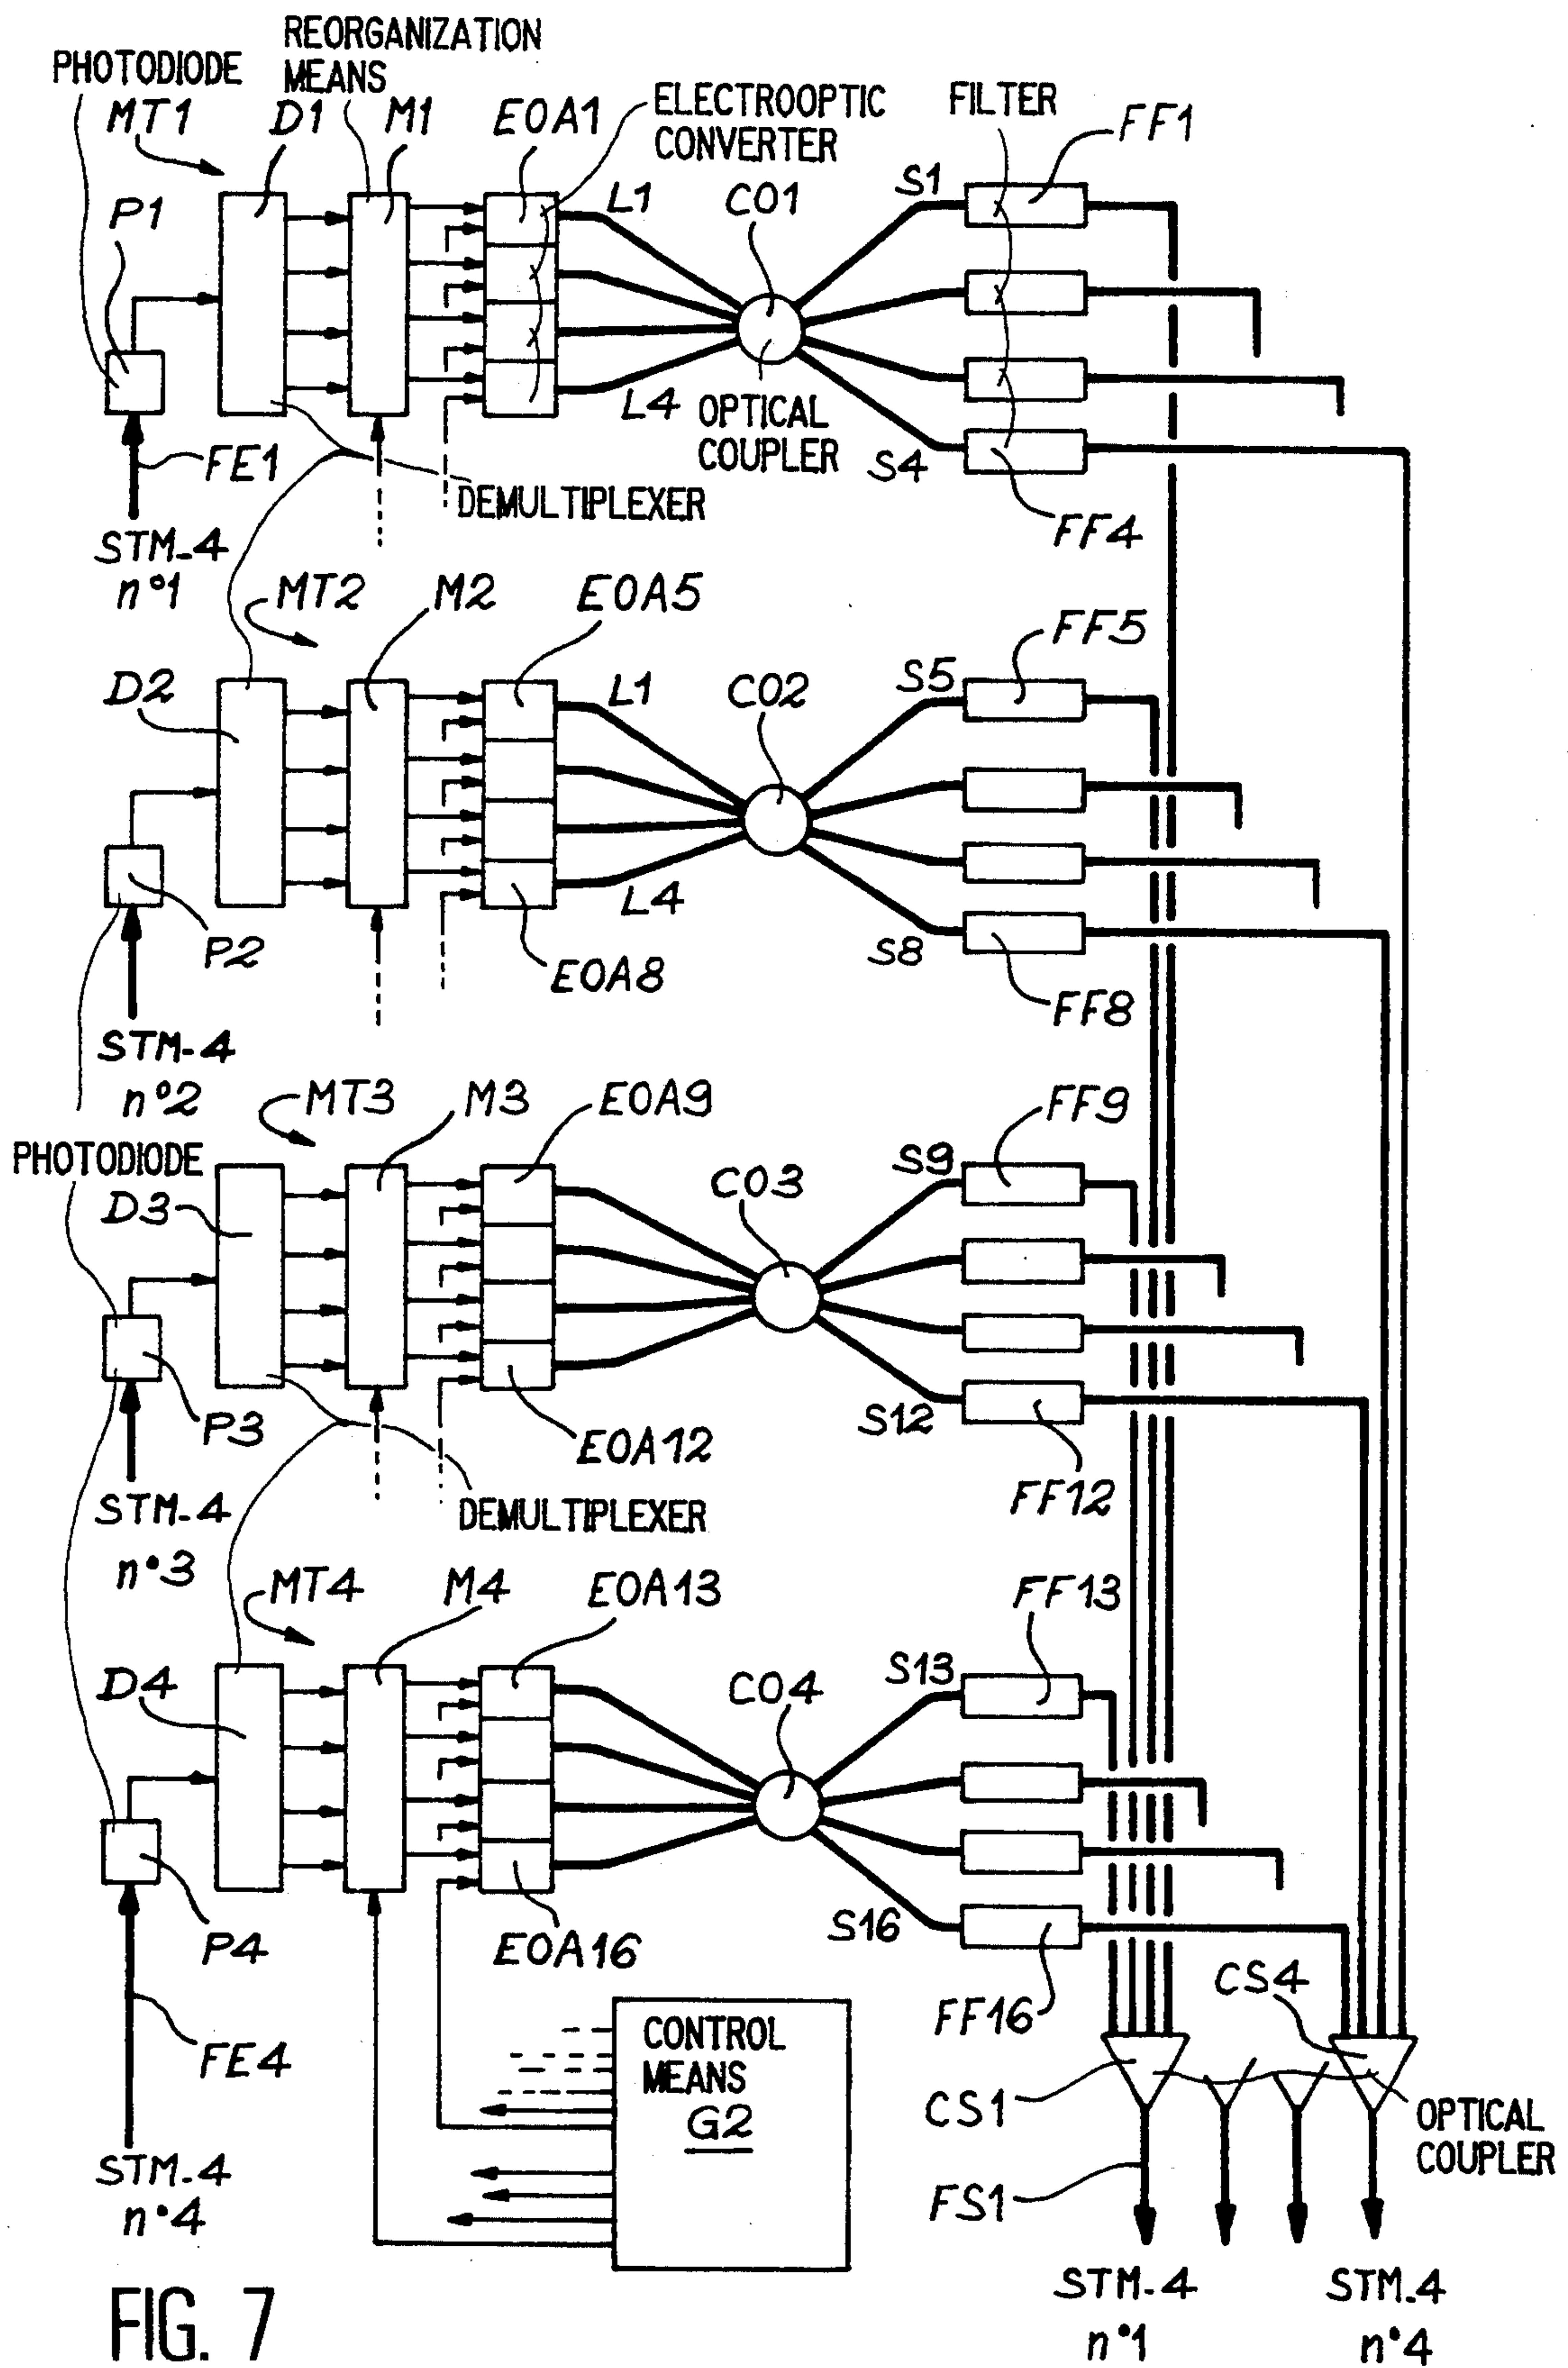 REORGANIZATION
MEANS
PHOTODIODE
MT1
D1
M1
EOA1
ELECTROOPTIC
CONVERTER
FILTER
FF1
P1
L1
CO1
S1
L4
OPTICAL
COUPLER
S4
FE1
DEMULTIPLEXER
FF4
STM-4
n°1
MT2
M2
EOA5
FF5
D2
L1
CO2
S5
L4
P2
EOA8
S8
FF8
STM-4
n°2
MT3
M3
EOA9
FF9
PHOTODIODE
D3
CO3
S9
P3
EOA12
S12
FF12
STM-4
n°3
DEMULTIPLEXER
MT4
M4
EOA13
FF13
D4
CO4
S13
P4
EOA16
S16
FF16
CS4
FE4
CONTROL
MEANS
G2
CS1
OPTICAL
COUPLER
STM-4
n°4
FS1
STM-4
n°1
STM-4
n°4
FIG. 7